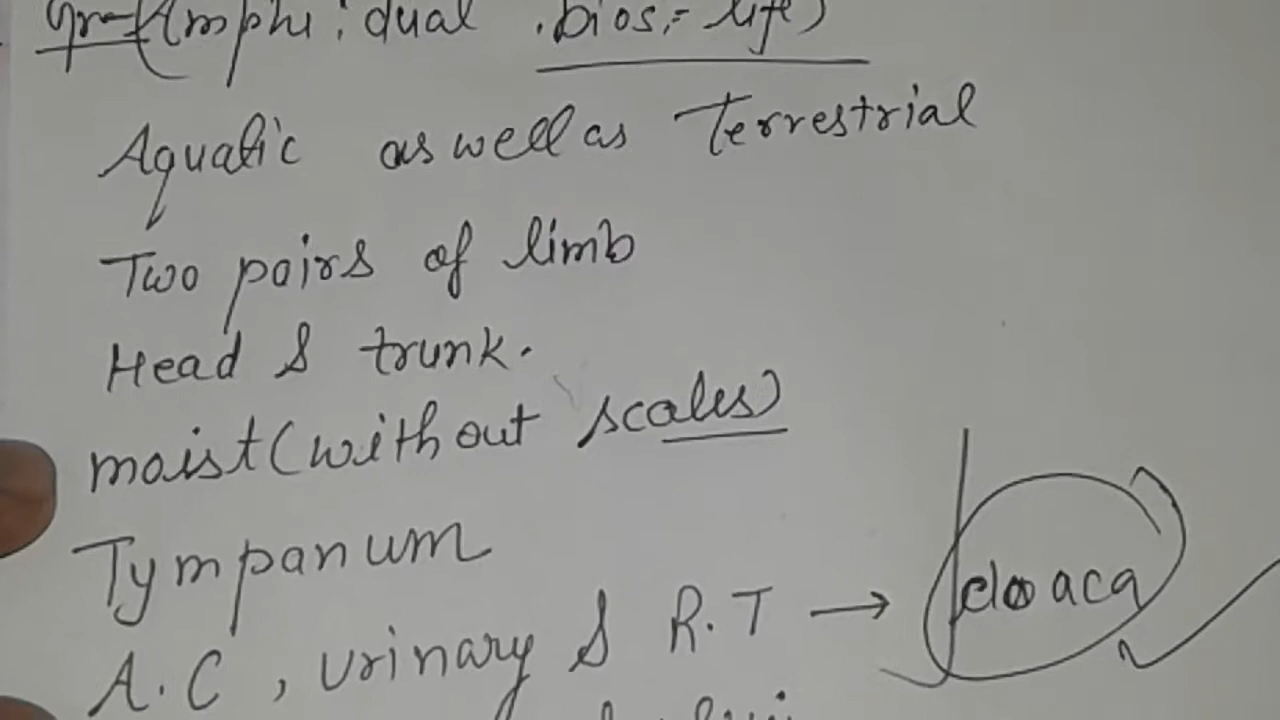 (Amphi : dual . bios, = life)
Aquatic as well as Terrestrial
Two pairs of limb
Head & trunk.
moist (without scales)
Tympanum
A.C , urinary & R.T → cloaca